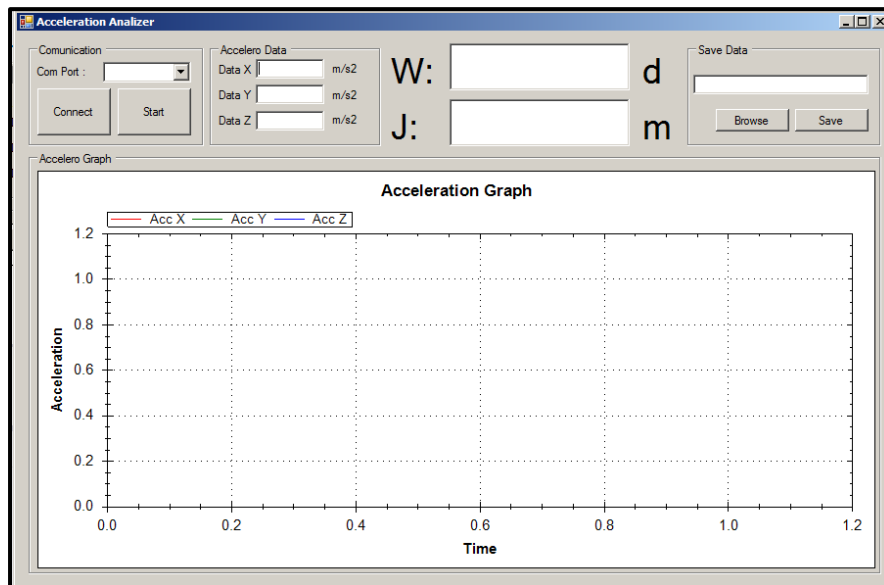 Acceleration Analizer
Comunication
Com Port :
Connect
Start
Accelero Data
Data X
m/s2
Data Y
m/s2
Data Z
m/s2
W:
d
J:
m
Save Data
Browse
Save
Accelero Graph
Acceleration Graph
Acc X
Acc Y
Acc Z
Acceleration
1.2
1.0
0.8
0.6
0.4
0.2
0.0
0.0 0.2 0.4 0.6 0.8 1.0 1.2
Time